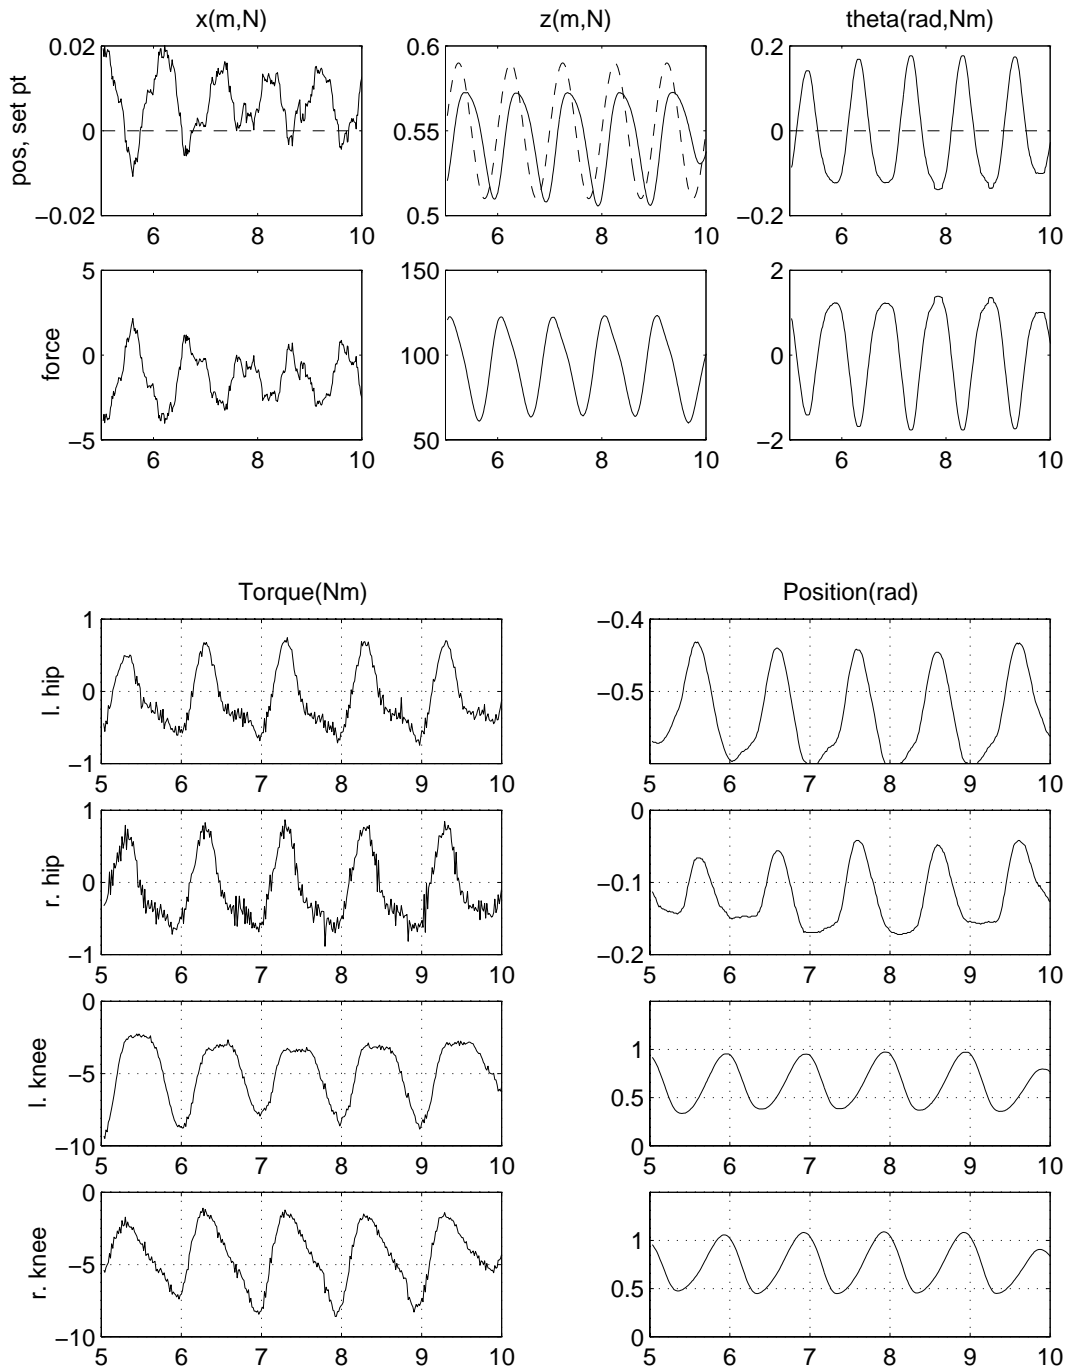 x(m,N) z(m,N) theta(rad,Nm)
pos, set pt
0.02 0 −0.02 6 8 10
0.6 0.55 0.5 6 8 10
0.2 0 −0.2 6 8 10
force
5 0 −5 6 8 10
150 100 50 6 8 10
2 0 −2 6 8 10
Torque(Nm) Position(rad)
l. hip
1 0 −1 5 6 7 8 9 10
−0.4 −0.5 5 6 7 8 9 10
r. hip
1 0 −1 5 6 7 8 9 10
0 −0.1 −0.2 5 6 7 8 9 10
l. knee
0 −5 −10 5 6 7 8 9 10
1 0.5 0 5 6 7 8 9 10
r. knee
0 −5 −10 5 6 7 8 9 10
1 0.5 0 5 6 7 8 9 10